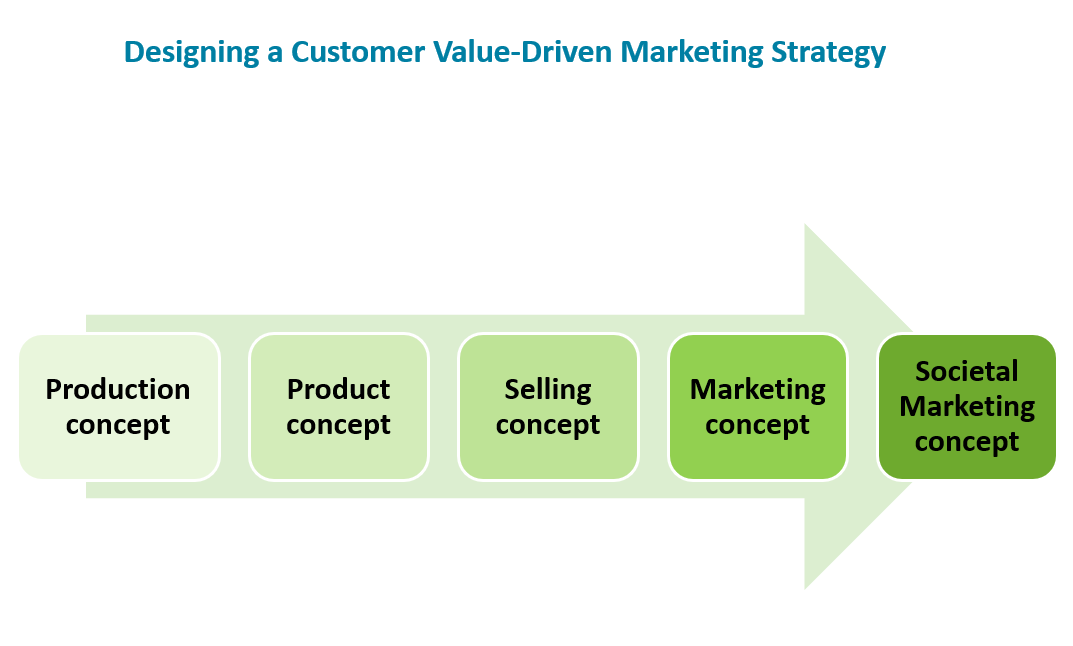 Designing a Customer Value-Driven Marketing Strategy
Production
concept
Product
concept
Selling
concept
Marketing
concept
Societal
Marketing
concept